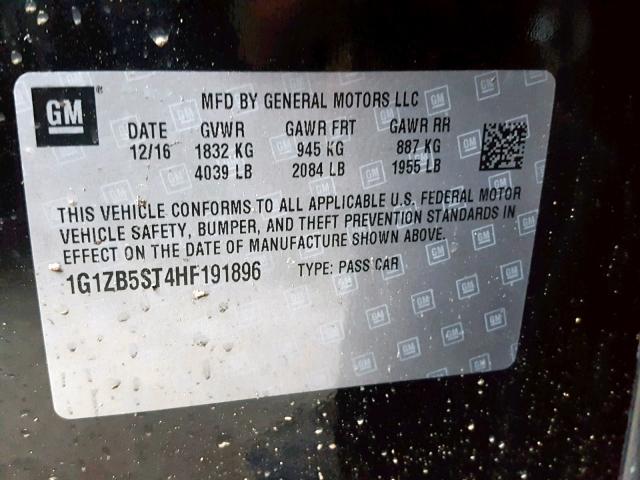 GM ®
MFD BY GENERAL MOTORS LLC
DATE GVWR GAWR FRT GAWR RR
12/16 1832 KG 945 KG 887 KG
4039 LB 2084 LB 1955 LB
THIS VEHICLE CONFORMS TO ALL APPLICABLE U.S. FEDERAL MOTOR
VEHICLE SAFETY, BUMPER, AND THEFT PREVENTION STANDARDS IN
EFFECT ON THE DATE OF MANUFACTURE SHOWN ABOVE.
1G1ZB5ST4HF191896 TYPE: PASS CAR